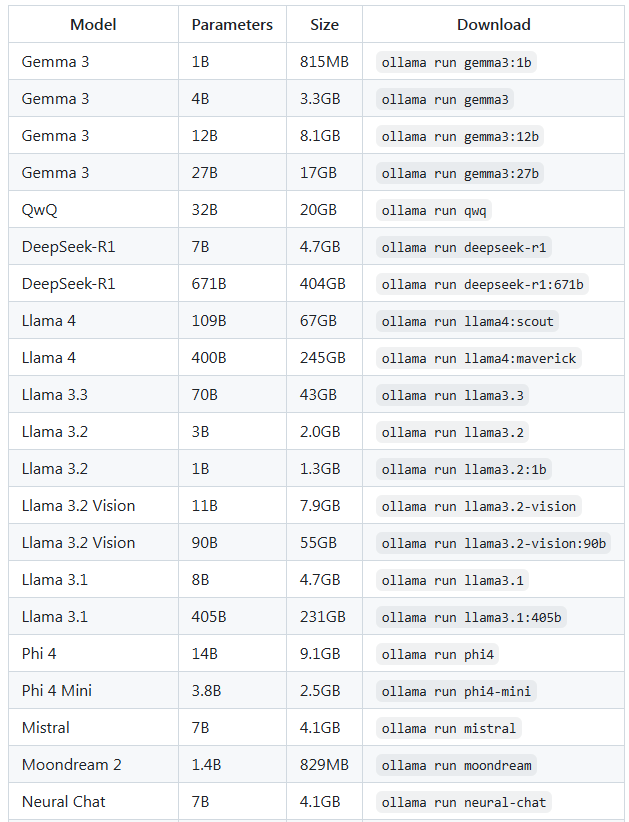 Model Parameters Size Download
Gemma 3 1B 815MB ollama run gemma3:1b
Gemma 3 4B 3.3GB ollama run gemma3
Gemma 3 12B 8.1GB ollama run gemma3:12b
Gemma 3 27B 17GB ollama run gemma3:27b
QwQ 32B 20GB ollama run qwq
DeepSeek-R1 7B 4.7GB ollama run deepseek-r1
DeepSeek-R1 671B 404GB ollama run deepseek-r1:671b
Llama 4 109B 67GB ollama run llama4:scout
Llama 4 400B 245GB ollama run llama4:maverick
Llama 3.3 70B 43GB ollama run llama3.3
Llama 3.2 3B 2.0GB ollama run llama3.2
Llama 3.2 1B 1.3GB ollama run llama3.2:1b
Llama 3.2 Vision 11B 7.9GB ollama run llama3.2-vision
Llama 3.2 Vision 90B 55GB ollama run llama3.2-vision:90b
Llama 3.1 8B 4.7GB ollama run llama3.1
Llama 3.1 405B 231GB ollama run llama3.1:405b
Phi 4 14B 9.1GB ollama run phi4
Phi 4 Mini 3.8B 2.5GB ollama run phi4-mini
Mistral 7B 4.1GB ollama run mistral
Moondream 2 1.4B 829MB ollama run moondream
Neural Chat 7B 4.1GB ollama run neural-chat